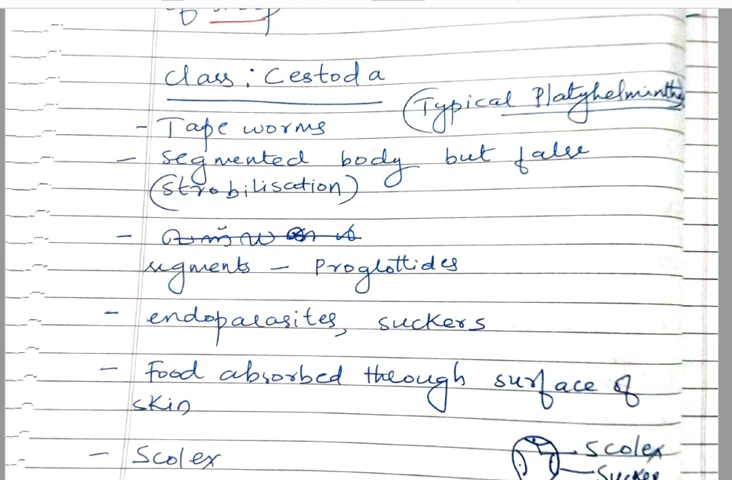 Class : Cestoda
(Typical Platyhelminthes
- Tape worms
- segmented body but false
(Strobilisation)
-
segments - Proglottides
- endoparasites, suckers
- Food absorbed through surface of
skin
- Scolex
Scolex
Sucker